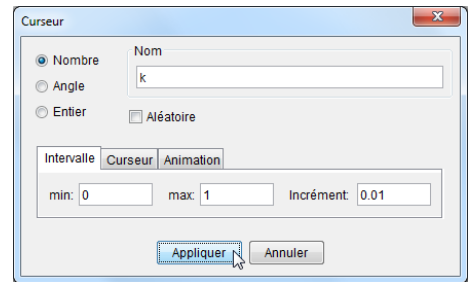 Curseur
Nombre
Nom
k
Angle
Entier
Aléatoire
Intervalle Curseur Animation
min: 0 max: 1 Incrément: 0.01
Appliquer Annuler